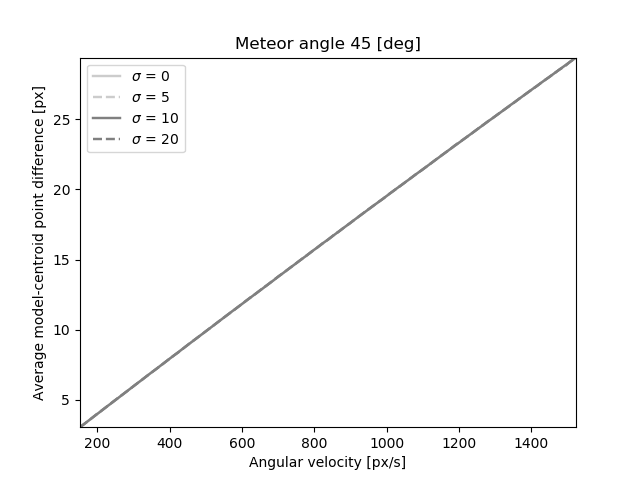 Meteor angle 45 [deg]
σ = 0
σ = 5
σ = 10
σ = 20
Average model-centroid point difference [px]
25
20
15
10
5
200 400 600 800 1000 1200 1400
Angular velocity [px/s]